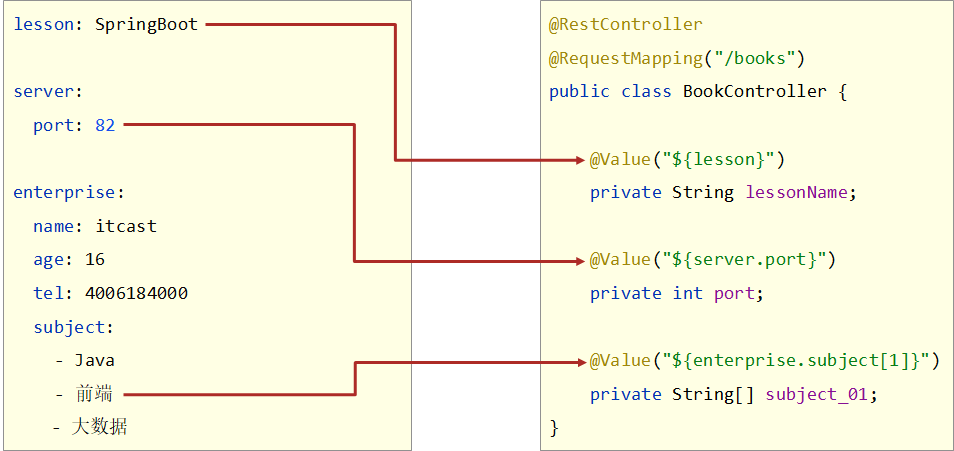 lesson: SpringBoot
server:
  port: 82
enterprise:
  name: itcast
  age: 16
  tel: 4006184000
  subject:
    - Java
    - 前端
    - 大数据
@RestController
@RequestMapping("/books")
public class BookController {
    @Value("${lesson}")
    private String lessonName;
    @Value("${server.port}")
    private int port;
    @Value("${enterprise.subject[1]}")
    private String[] subject_01;
}